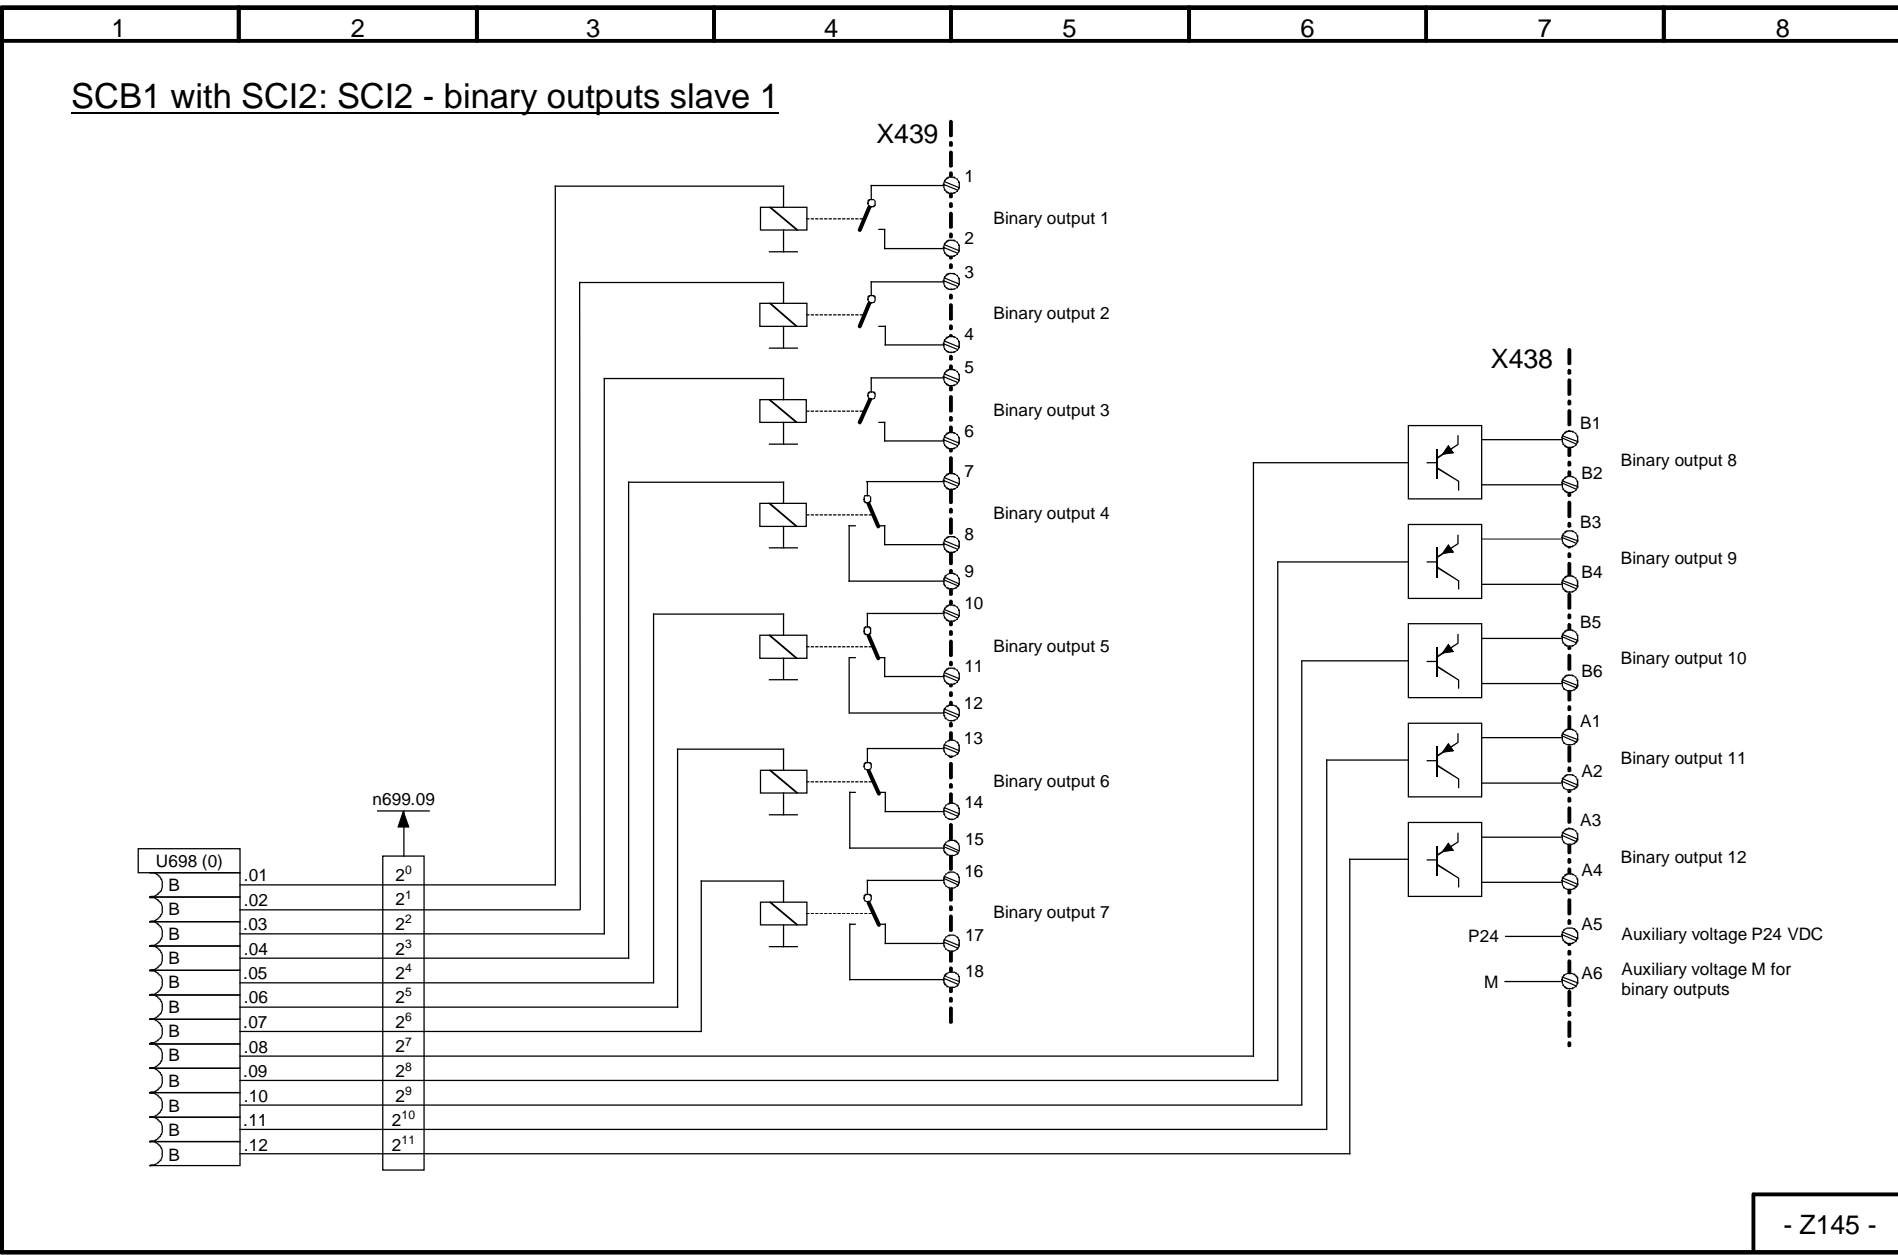 1 2 3 4 5 6 7 8
SCB1 with SCI2: SCI2 - binary outputs slave 1
X439
1
Binary output 1
2
3
Binary output 2
4
5
Binary output 3
6
7
Binary output 4
8
9
10
Binary output 5
11
12
13
Binary output 6
14
15
16
Binary output 7
17
18
X438
B1
Binary output 8
B2
B3
Binary output 9
B4
B5
Binary output 10
B6
A1
Binary output 11
A2
A3
Binary output 12
A4
P24 A5 Auxiliary voltage P24 VDC
M A6 Auxiliary voltage M for
binary outputs
n699.09
U698 (0)
B .01 2⁰
B .02 2¹
B .03 2²
B .04 2³
B .05 2⁴
B .06 2⁵
B .07 2⁶
B .08 2⁷
B .09 2⁸
B .10 2⁹
B .11 2¹⁰
B .12 2¹¹
- Z145 -